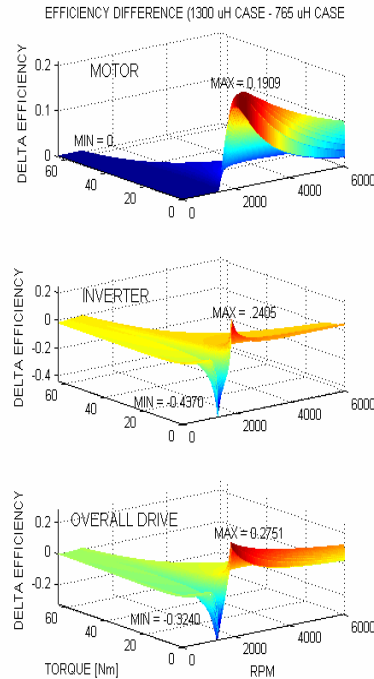 EFFICIENCY DIFFERENCE (1300 uH CASE - 765 uH CASE
DELTA EFFICIENCY
0.2
0.1
0
MOTOR
MAX = 0.1909
MIN = 0.
60
40
20
0
0
2000
4000
6000
DELTA EFFICIENCY
0.2
0
-0.2
-0.4
INVERTER
MAX = .2405
MIN = -0.4370
60
40
20
0
0
2000
4000
6000
DELTA EFFICIENCY
0.2
0
-0.2
OVERALL DRIVE
MAX = 0.2751
MIN = -0.3240
60
40
20
0
0
2000
4000
6000
TORQUE [Nm]
RPM